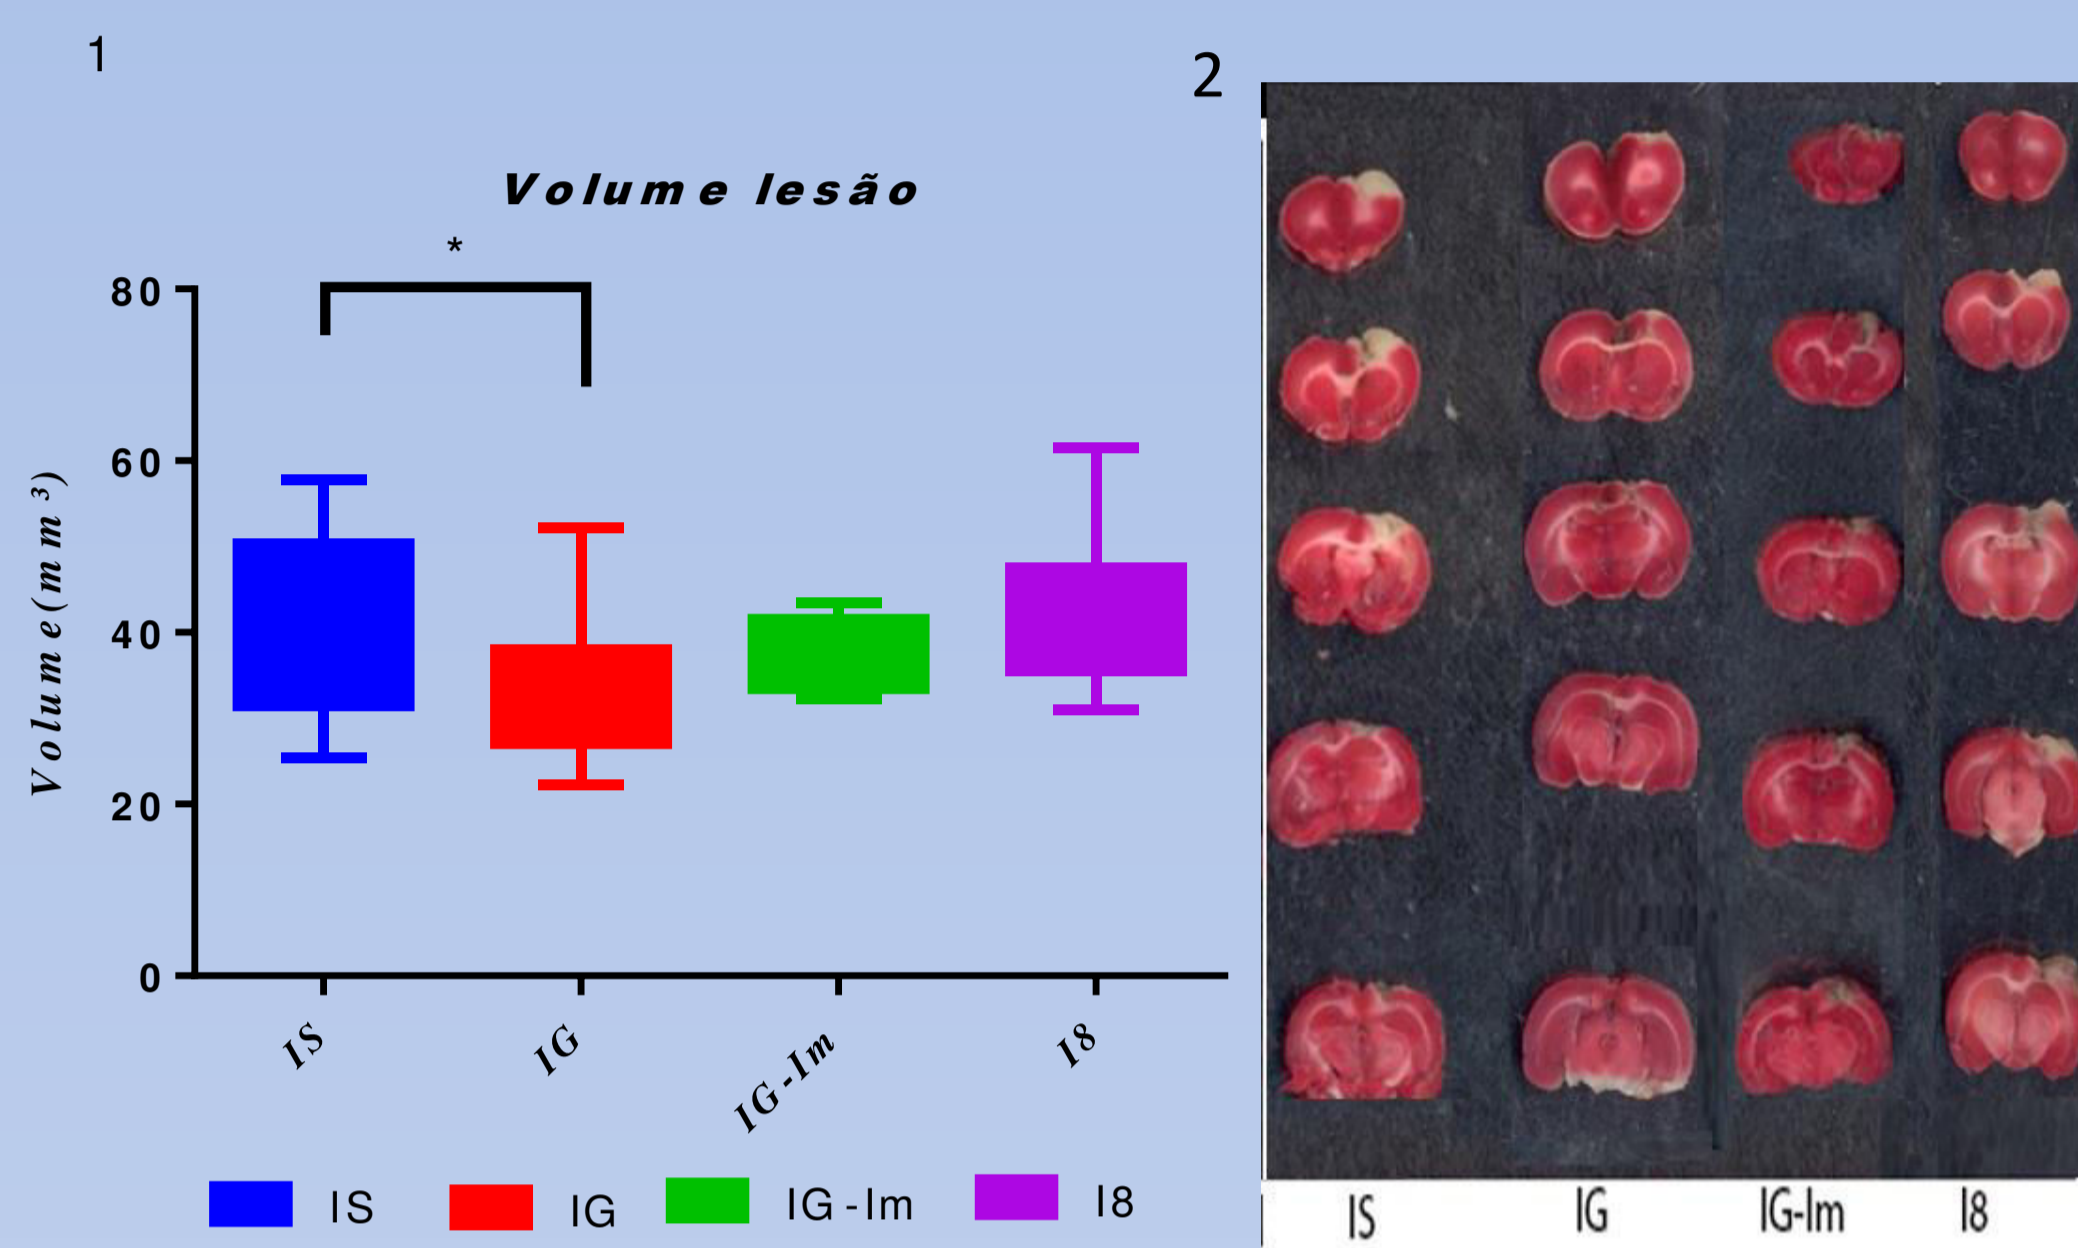 1
2
Volume lesão
*
80
60
40
20
0
Volume (mm³)
IS
IG
IG-Im
I8
IS
IG
IG-Im
I8
IS
IG
IG-Im
I8